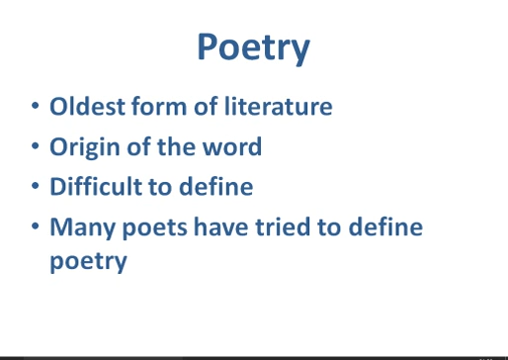 Poetry
• Oldest form of literature
• Origin of the word
• Difficult to define
• Many poets have tried to define
poetry